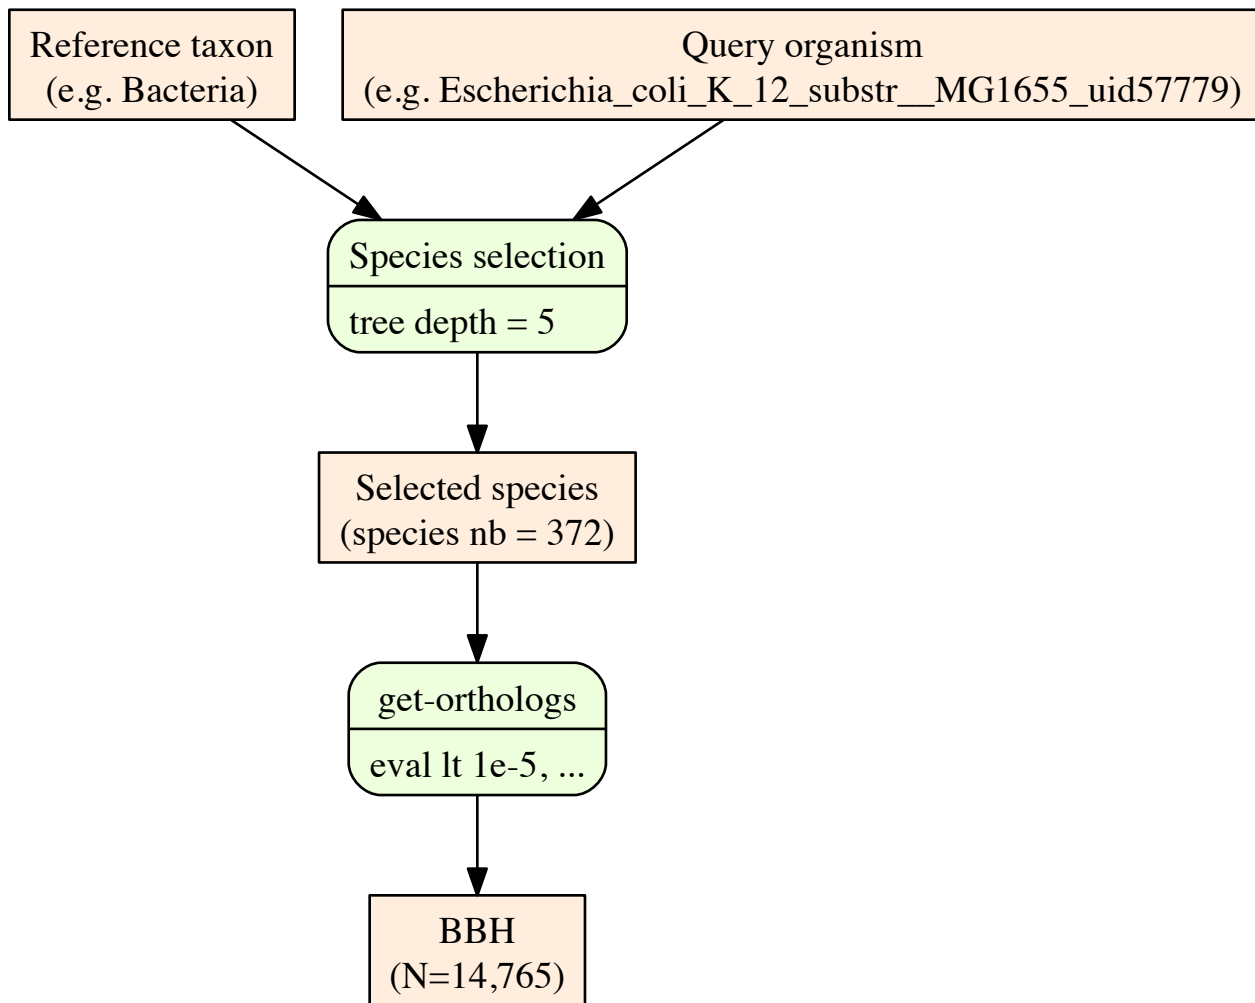 Reference taxon
(e.g. Bacteria)
Query organism
(e.g. Escherichia_coli_K_12_substr__MG1655_uid57779)
Species selection
tree depth = 5
Selected species
(species nb = 372)
get-orthologs
eval lt 1e-5, ...
BBH
(N=14,765)